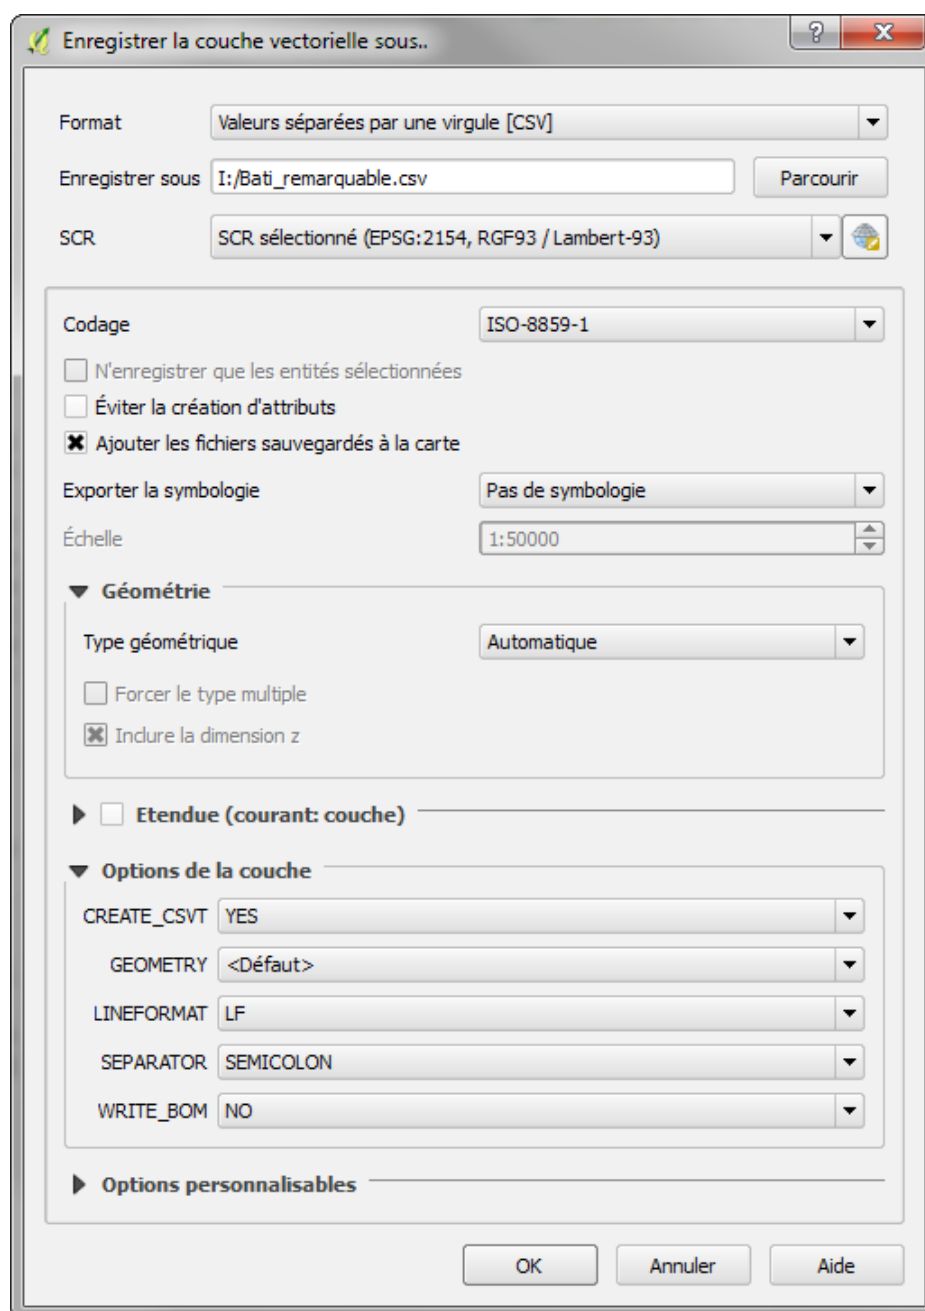 Enregistrer la couche vectorielle sous..
Format Valeurs séparées par une virgule [CSV]
Enregistrer sous I:/Bati_remarquable.csv Parcourir
SCR SCR sélectionné (EPSG:2154, RGF93 / Lambert-93)
Codage ISO-8859-1
N'enregistrer que les entités sélectionnées
Éviter la création d'attributs
Ajouter les fichiers sauvegardés à la carte
Exporter la symbologie Pas de symbologie
Échelle 1:50000
Géométrie
Type géométrique Automatique
Forcer le type multiple
Inclure la dimension z
Etendue (courant: couche)
Options de la couche
CREATE_CSVT YES
GEOMETRY <Défaut>
LINEFORMAT LF
SEPARATOR SEMICOLON
WRITE_BOM NO
Options personnalisables
OK Annuler Aide